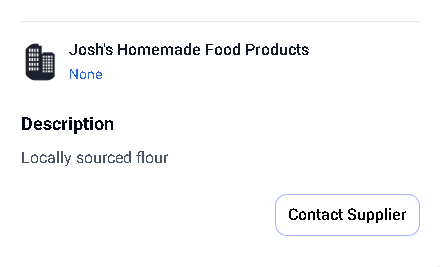 Josh's Homemade Food Products
None
Description
Locally sourced flour
Contact Supplier